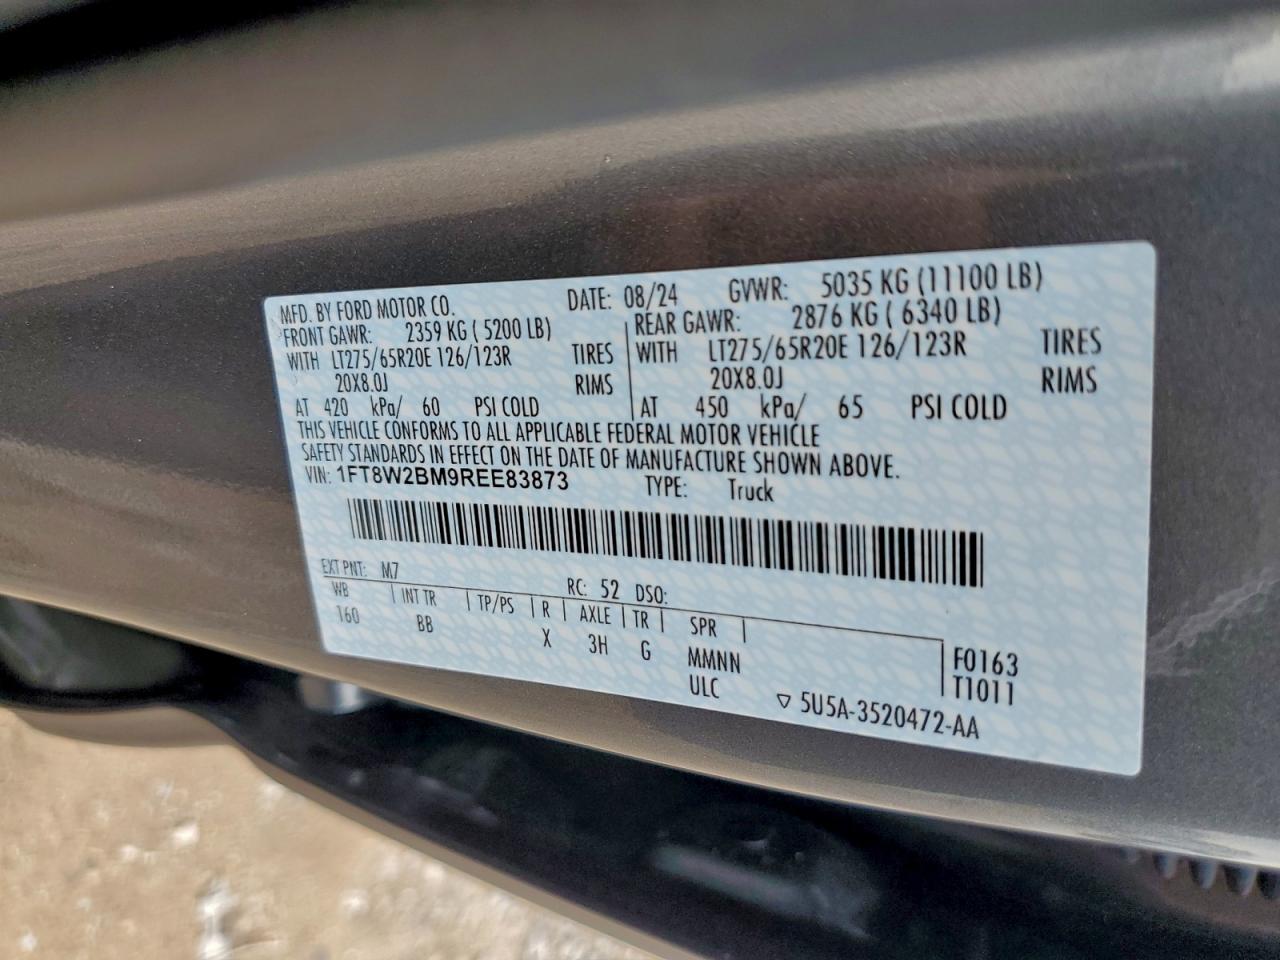 MFD. BY FORD MOTOR CO. DATE: 08/24 GVWR: 5035 KG (11100 LB)
FRONT GAWR: 2359 KG ( 5200 LB) REAR GAWR: 2876 KG ( 6340 LB)
WITH LT275/65R20E 126/123R TIRES WITH LT275/65R20E 126/123R TIRES
20X8.0J RIMS 20X8.0J RIMS
AT 420 kPa/ 60 PSI COLD AT 450 kPa/ 65 PSI COLD
THIS VEHICLE CONFORMS TO ALL APPLICABLE FEDERAL MOTOR VEHICLE
SAFETY STANDARDS IN EFFECT ON THE DATE OF MANUFACTURE SHOWN ABOVE.
VIN: 1FT8W2BM9REE83873 TYPE: Truck
EXT PNT: M7 RC: 52 DSO:
WB INT TR TP/PS R AXLE TR SPR
160 BB X 3H G MMNN F0163
ULC T1011
▽ 5U5A-3520472-AA